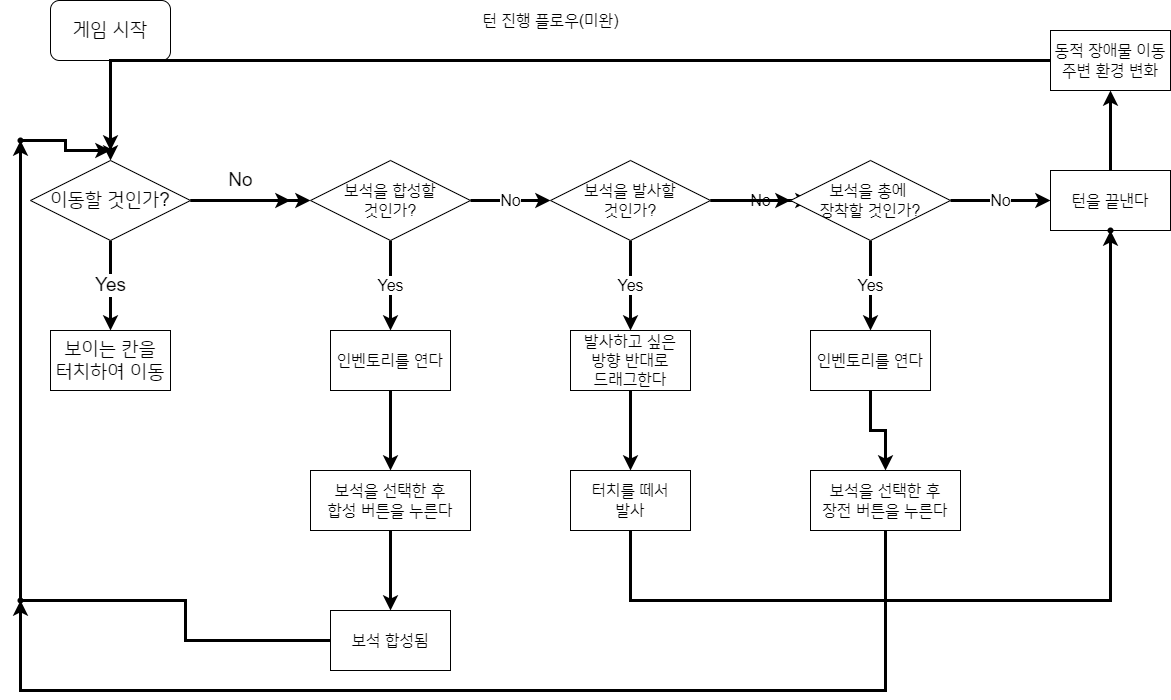 게임 시작
턴 진행 플로우(미완)
동적 장애물 이동
주변 환경 변화
이동할 것인가?
No
보석을 합성할
것인가?
No
보석을 발사할
것인가?
No
보석을 총에
장착할 것인가?
No
턴을 끝낸다
Yes
Yes
Yes
Yes
보이는 칸을
터치하여 이동
인벤토리를 연다
발사하고 싶은
방향 반대로
드래그한다
인벤토리를 연다
보석을 선택한 후
합성 버튼을 누른다
터치를 떼서
발사
보석을 선택한 후
장전 버튼을 누른다
보석 합성됨